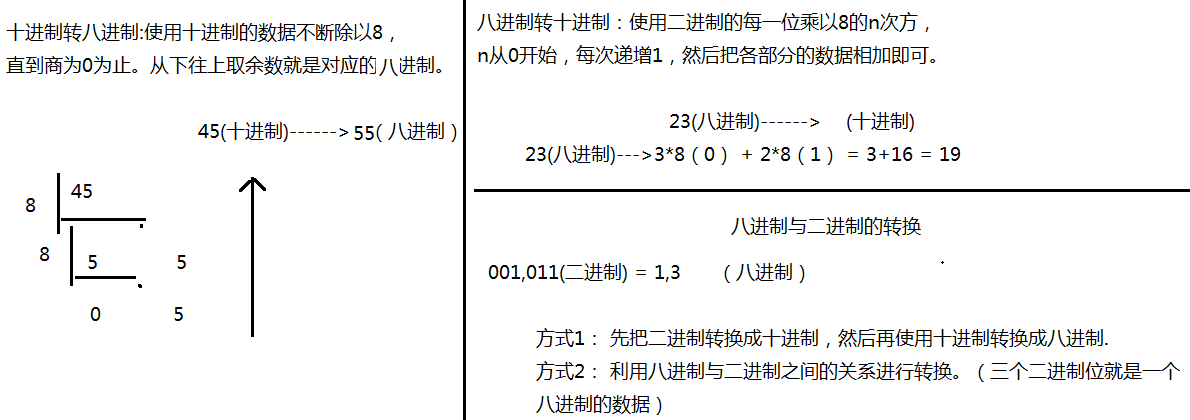 十进制转八进制:使用十进制的数据不断除以8，
直到商为0为止。从下往上取余数就是对应的八进制。
45(十进制)------> 55( 八进制 )
8 45
8 5 5
0 5
八进制转十进制：使用二进制的每一位乘以8的n次方，
n从0开始，每次递增1，然后把各部分的数据相加即可。
23(八进制)------> (十进制)
23(八进制)--->3*8（0） + 2*8（1） = 3+16 = 19
八进制与二进制的转换
001,011(二进制) = 1,3 （八进制）
方式1： 先把二进制转换成十进制，然后再使用十进制转换成八进制.
方式2： 利用八进制与二进制之间的关系进行转换。（三个二进制位就是一个
八进制的数据）